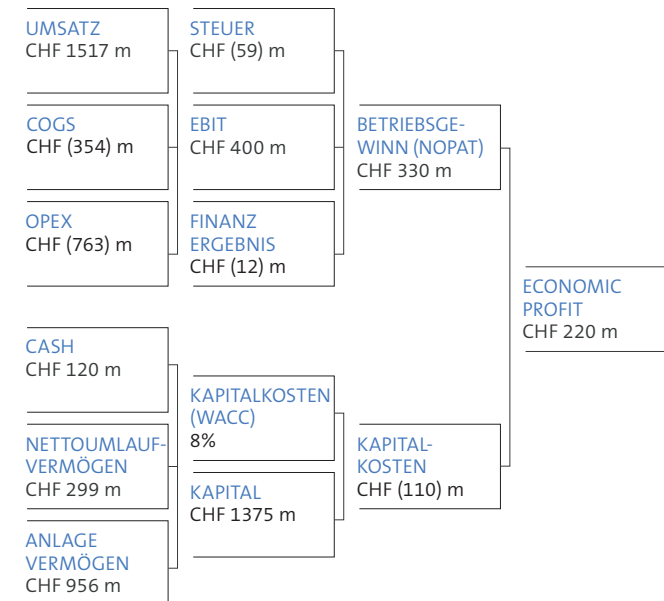 UMSATZ
CHF 1517 m
COGS
CHF (354) m
OPEX
CHF (763) m
STEUER
CHF (59) m
EBIT
CHF 400 m
FINANZ
ERGEBNIS
CHF (12) m
BETRIEBSGE-
WINN (NOPAT)
CHF 330 m
CASH
CHF 120 m
NETTOUMLAUF-
VERMÖGEN
CHF 299 m
ANLAGE
VERMÖGEN
CHF 956 m
KAPITALKOSTEN
(WACC)
8%
KAPITAL
CHF 1375 m
KAPITAL-
KOSTEN
CHF (110) m
ECONOMIC
PROFIT
CHF 220 m